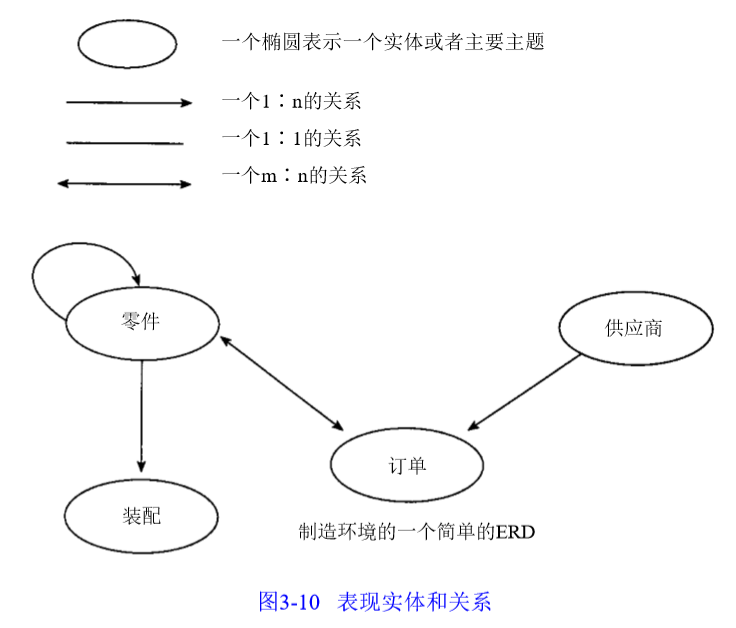 一个椭圆表示一个实体或者主要主题
一个1∶n的关系
一个1∶1的关系
一个m∶n的关系
零件
供应商
订单
装配
制造环境的一个简单的ERD
图3-10 表现实体和关系